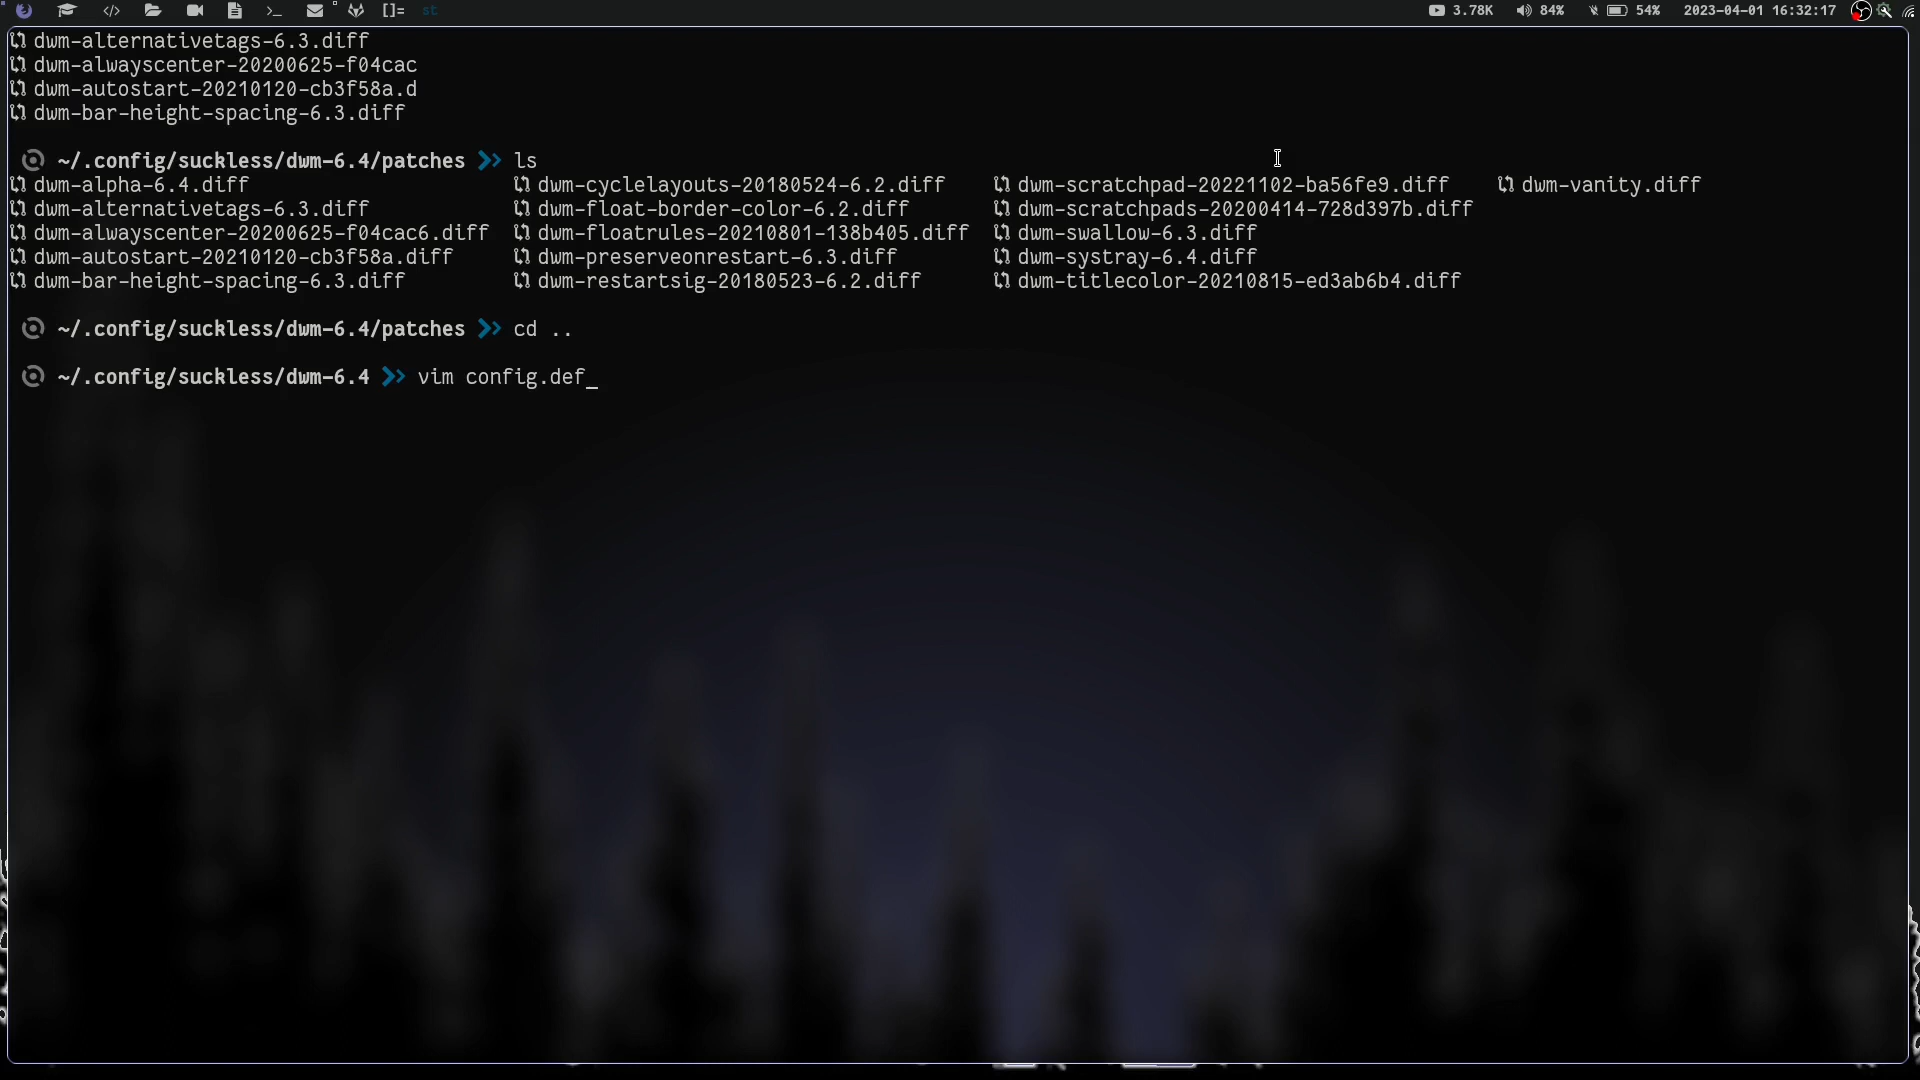 </> >_ []= st 3.78K 84% 54% 2023-04-01 16:32:17
dwm-alternativetags-6.3.diff
dwm-alwayscenter-20200625-f04cac
dwm-autostart-20210120-cb3f58a.d
dwm-bar-height-spacing-6.3.diff
~/.config/suckless/dwm-6.4/patches >> ls
dwm-alpha-6.4.diff dwm-cyclelayouts-20180524-6.2.diff dwm-scratchpad-20221102-ba56fe9.diff dwm-vanity.diff
dwm-alternativetags-6.3.diff dwm-float-border-color-6.2.diff dwm-scratchpads-20200414-728d397b.diff
dwm-alwayscenter-20200625-f04cac6.diff dwm-floatrules-20210801-138b405.diff dwm-swallow-6.3.diff
dwm-autostart-20210120-cb3f58a.diff dwm-preserveonrestart-6.3.diff dwm-systray-6.4.diff
dwm-bar-height-spacing-6.3.diff dwm-restartsig-20180523-6.2.diff dwm-titlecolor-20210815-ed3ab6b4.diff
~/.config/suckless/dwm-6.4/patches >> cd ..
~/.config/suckless/dwm-6.4 >> vim config.def_